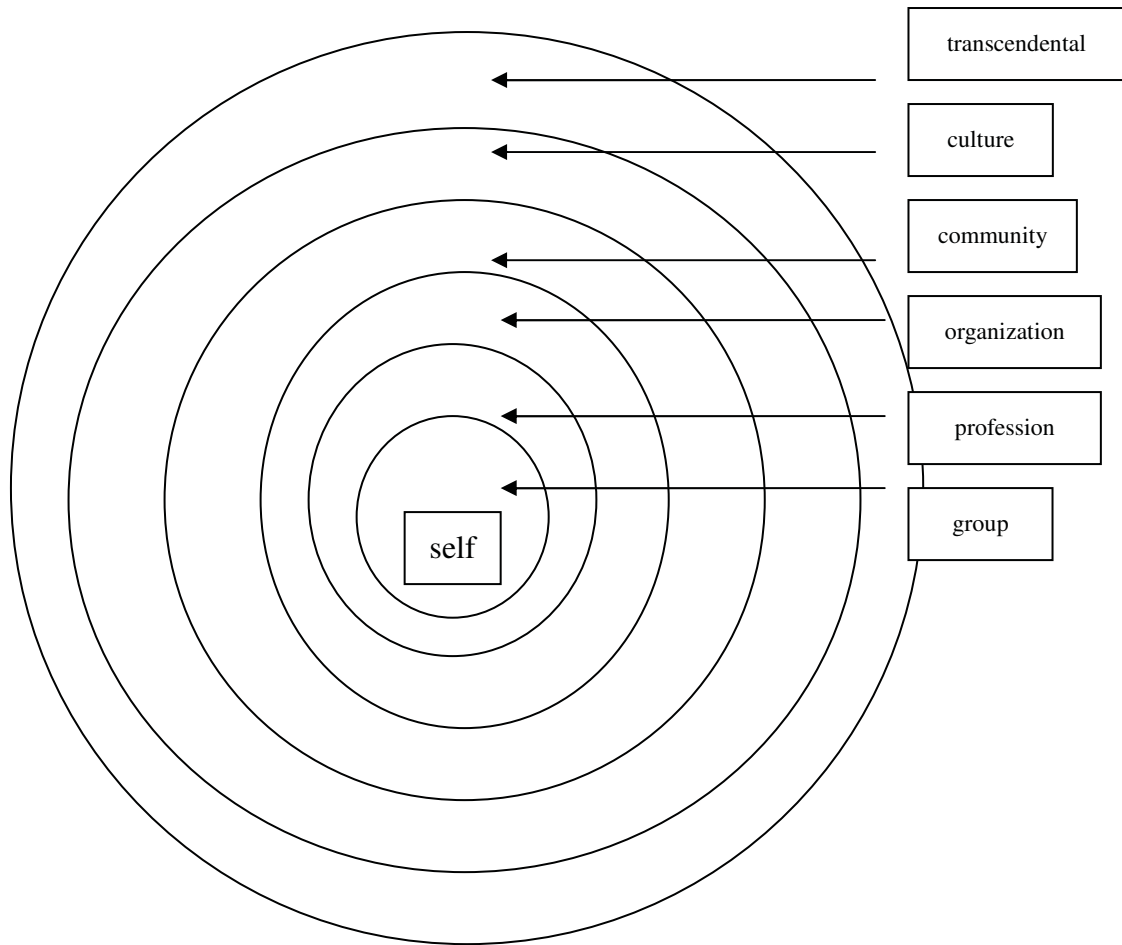 transcendental
culture
community
organization
profession
group
self